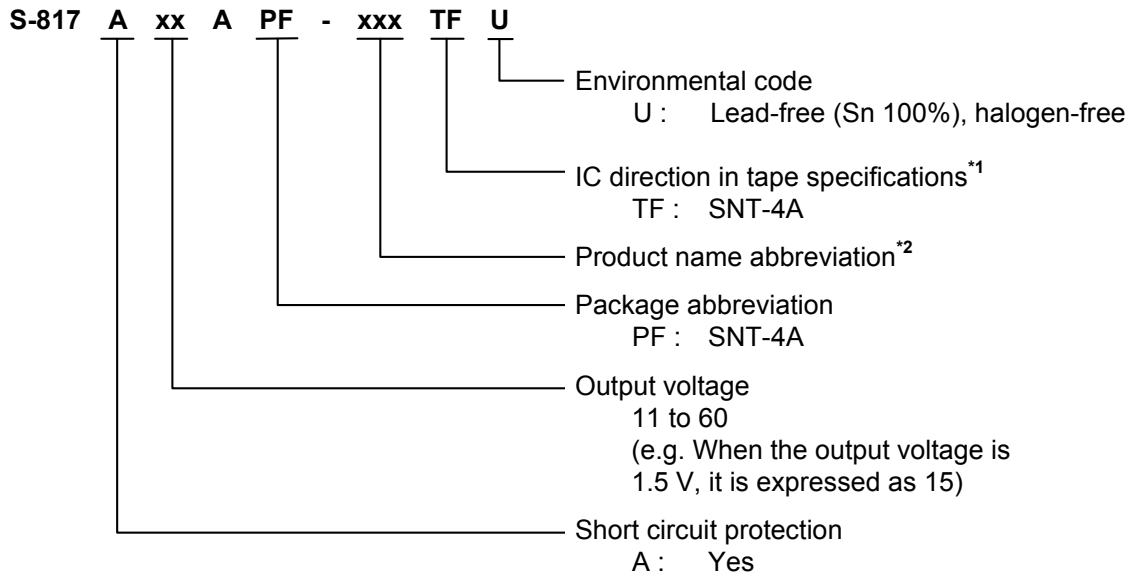 S-817 A xx A PF - xxx TF U
Environmental code
U : Lead-free (Sn 100%), halogen-free
IC direction in tape specifications*1
TF : SNT-4A
Product name abbreviation*2
Package abbreviation
PF : SNT-4A
Output voltage
11 to 60
(e.g. When the output voltage is
1.5 V, it is expressed as 15)
Short circuit protection
A : Yes